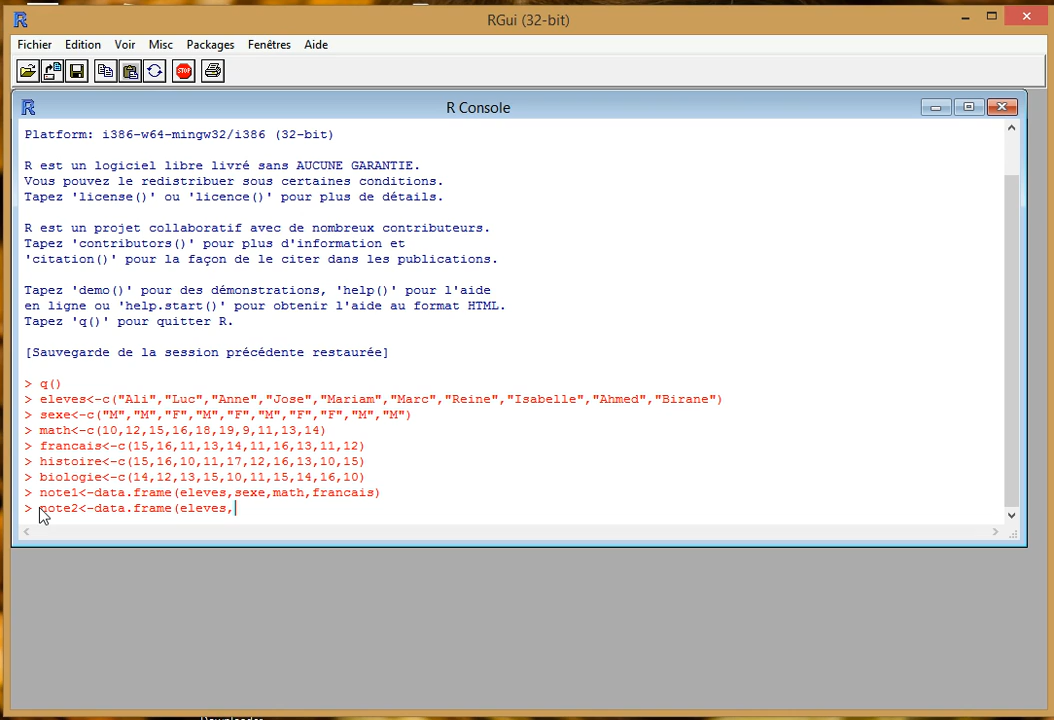 RGui (32-bit)
Fichier Edition Voir Misc Packages Fenêtres Aide
STOP
R Console
Platform: i386-w64-mingw32/i386 (32-bit)
R est un logiciel libre livré sans AUCUNE GARANTIE.
Vous pouvez le redistribuer sous certaines conditions.
Tapez 'license()' ou 'licence()' pour plus de détails.
R est un projet collaboratif avec de nombreux contributeurs.
Tapez 'contributors()' pour plus d'information et
'citation()' pour la façon de le citer dans les publications.
Tapez 'demo()' pour des démonstrations, 'help()' pour l'aide
en ligne ou 'help.start()' pour obtenir l'aide au format HTML.
Tapez 'q()' pour quitter R.
[Sauvegarde de la session précédente restaurée]
> q()
> eleves<-c("Ali","Luc","Anne","Jose","Mariam","Marc","Reine","Isabelle","Ahmed","Birane")
> sexe<-c("M","M","F","M","F","M","F","F","M","M")
> math<-c(10,12,15,16,18,19,9,11,13,14)
> francais<-c(15,16,11,13,14,11,16,13,11,12)
> histoire<-c(15,16,10,11,17,12,16,13,10,15)
> biologie<-c(14,12,13,15,10,11,15,14,16,10)
> note1<-data.frame(eleves,sexe,math,francais)
> note2<-data.frame(eleves,